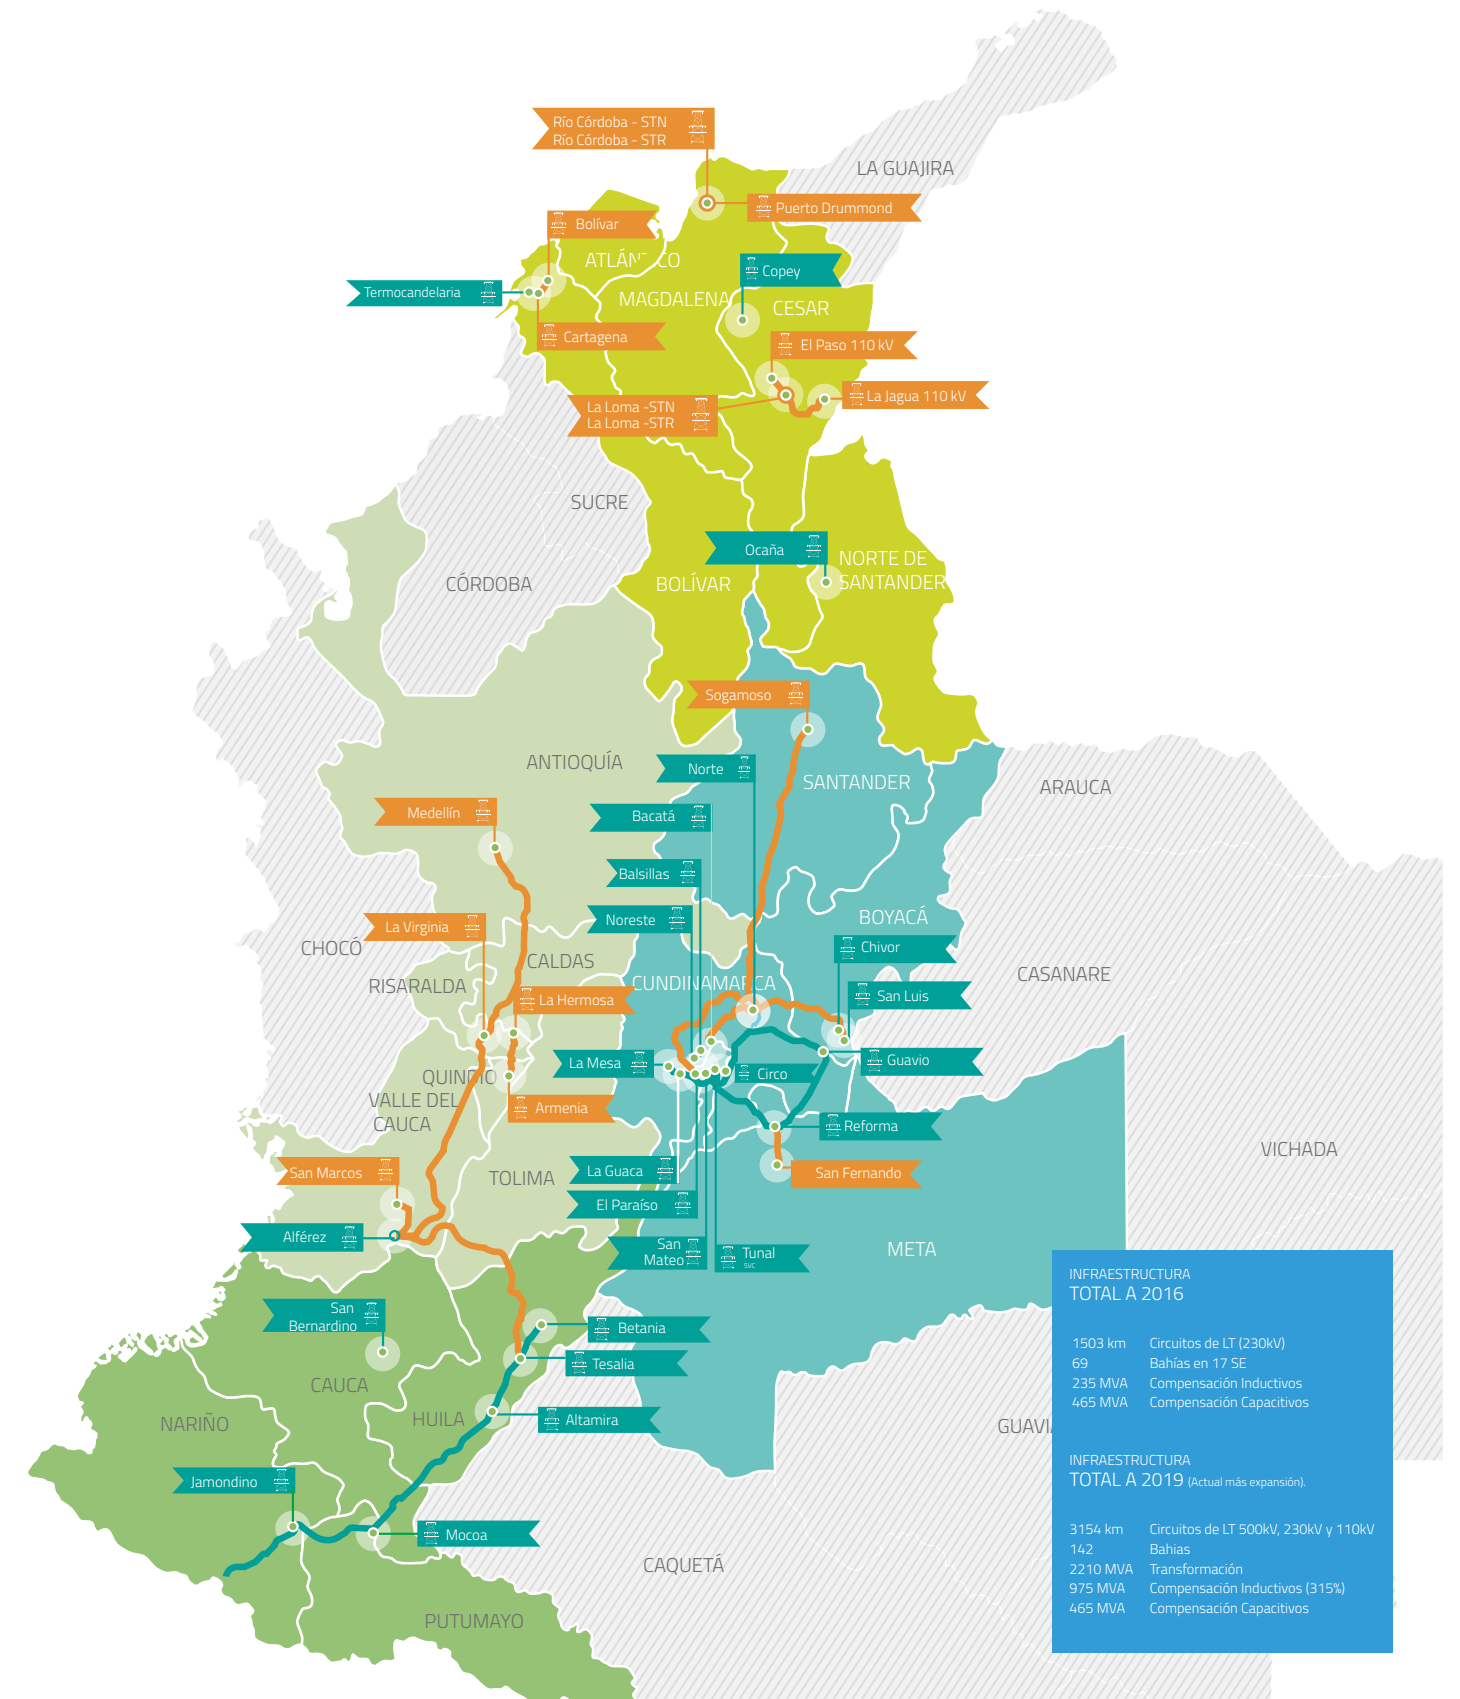 Río Córdoba - STN
Río Córdoba - STR
LA GUAJIRA
Puerto Drummond
Bolívar
ATLÁN CO
Copey
Termocandelaria
MAGDALENA
CESAR
Cartagena
El Paso 110 kV
La Jagua 110 kV
La Loma -STN
La Loma -STR
SUCRE
Ocaña
NORTE DE
SANTANDER
CÓRDOBA
BOLÍVAR
Sogamoso
ANTIOQUÍA
Norte
SANTANDER
ARAUCA
Medellín
Bacatá
Balsillas
Noreste
BOYACÁ
La Virginia
CHOCÓ
Chivor
CALDAS
CASANARE
RISARALDA
CUNDINAMARCA
San Luis
La Hermosa
La Mesa
Guavio
Circo
QUINDÍO
VALLE DEL
CAUCA
Armenia
Reforma
VICHADA
San Marcos
La Guaca
San Fernando
TOLIMA
El Paraíso
Alférez
San
Mateo
Tunal
SVC
META
San
Bernardino
Betania
Tesalia
CAUCA
HUILA
Altamira
NARIÑO
GUAVI
Jamondino
Mocoa
CAQUETÁ
PUTUMAYO
INFRAESTRUCTURA
TOTAL A 2016
1503 km Circuitos de LT (230kV)
69 Bahías en 17 SE
235 MVA Compensación Inductivos
465 MVA Compensación Capacitivos
INFRAESTRUCTURA
TOTAL A 2019 (Actual más expansión).
3154 km Circuitos de LT 500kV, 230kV y 110kV
142 Bahias
2210 MVA Transformación
975 MVA Compensación Inductivos (315%)
465 MVA Compensación Capacitivos